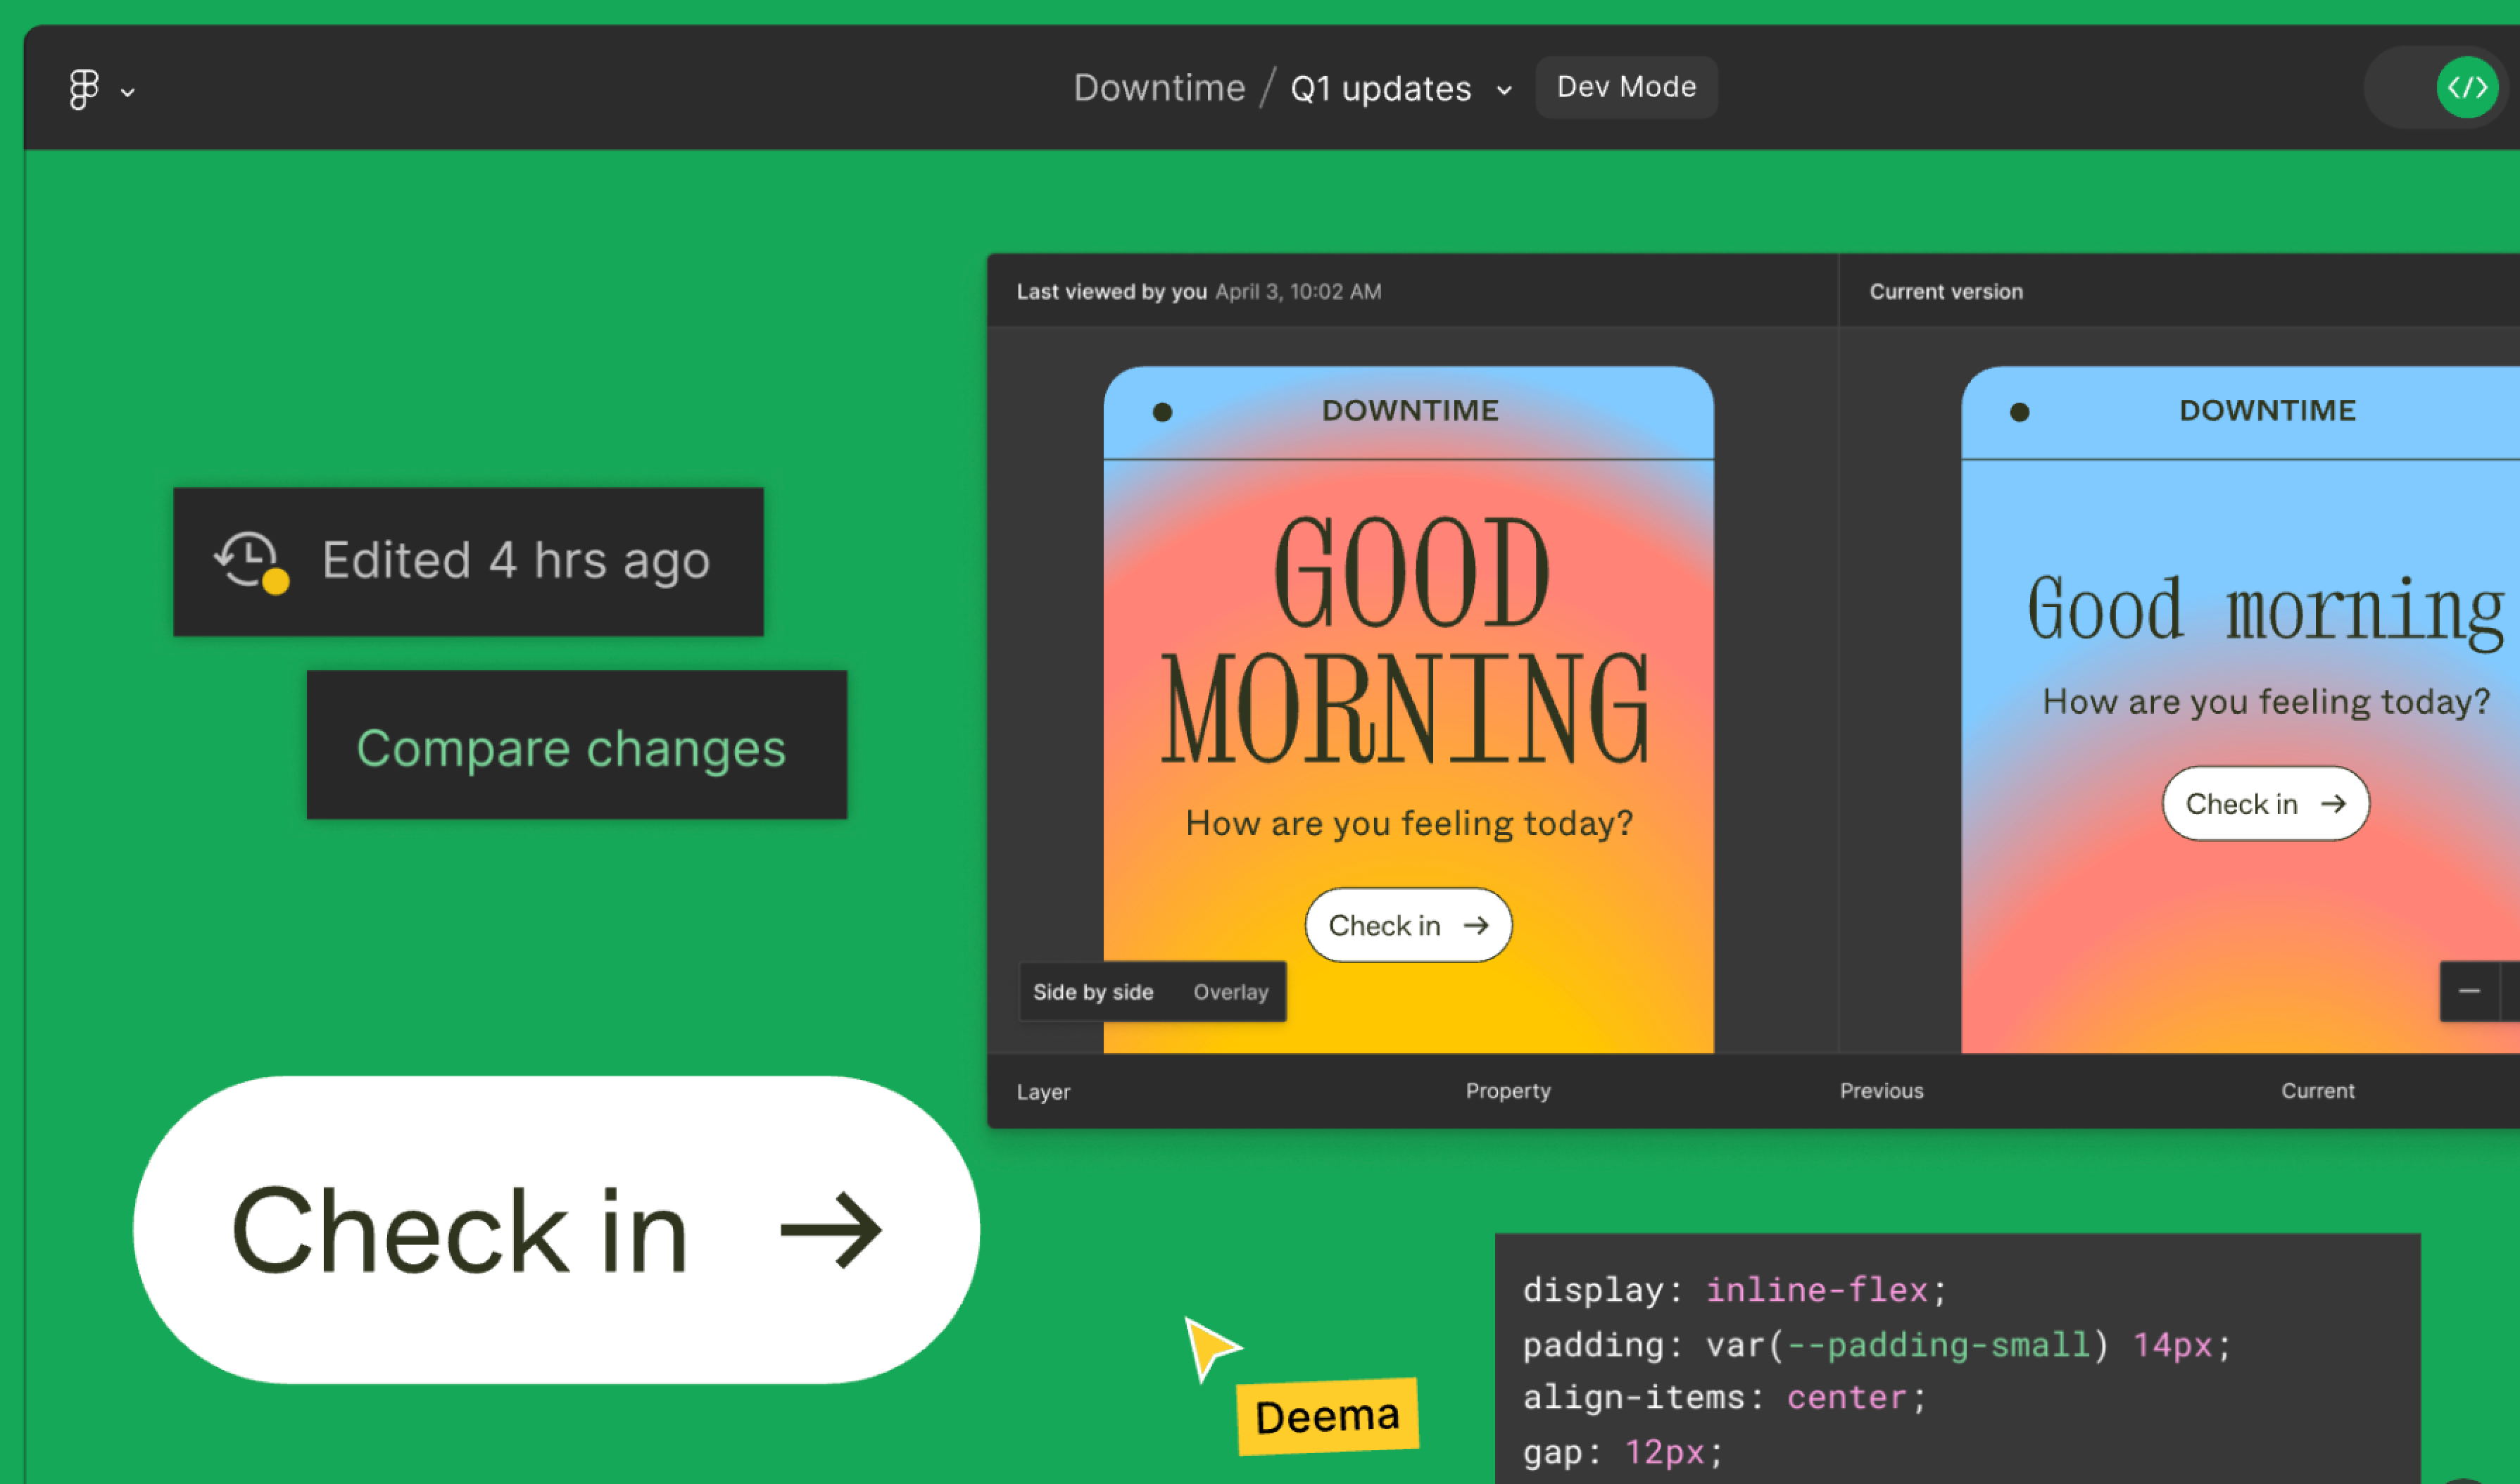 Downtime / Q1 updates
Dev Mode
</>
Last viewed by you April 3, 10:02 AM
Current version
DOWNTIME
GOOD
MORNING
How are you feeling today?
Check in →
Side by side
Overlay
DOWNTIME
Good morning
How are you feeling today?
Check in →
Layer
Property
Previous
Current
Edited 4 hrs ago
Compare changes
Check in →
Deema
display: inline-flex;
padding: var(--padding-small) 14px;
align-items: center;
gap: 12px;